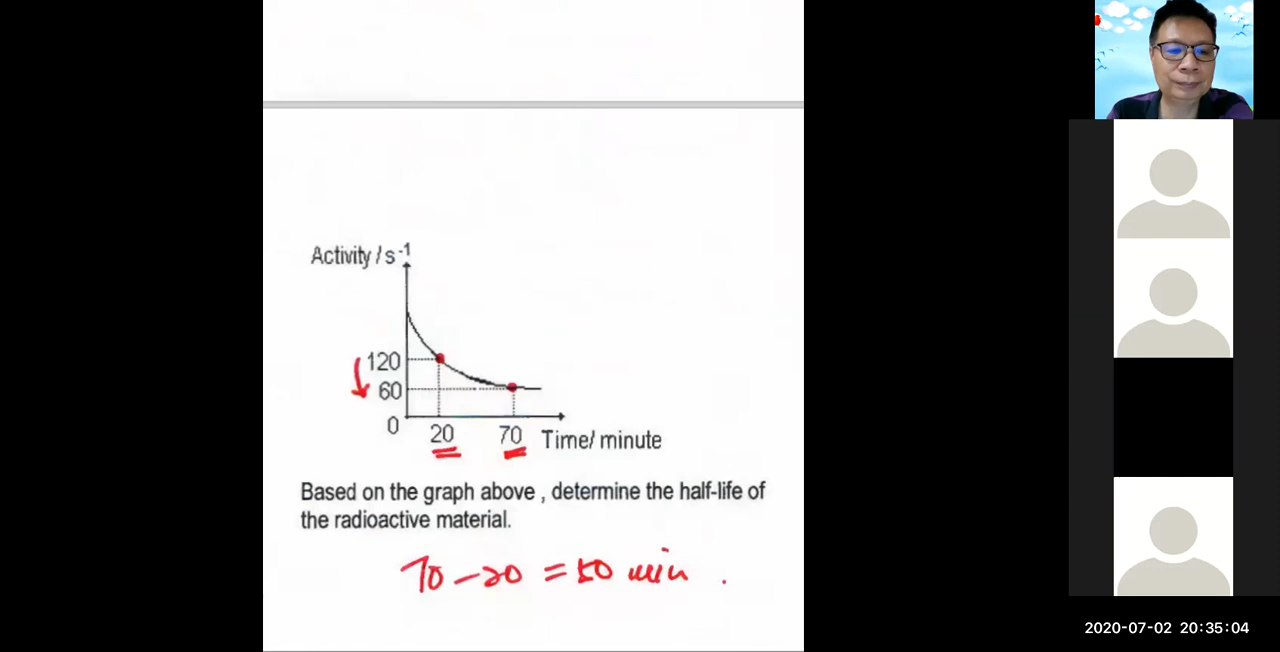 Activity / s⁻¹
120
60
0
20
70
Time/ minute
Based on the graph above , determine the half-life of
the radioactive material.
70 - 20 = 50 min .
2020-07-02 20:35:04